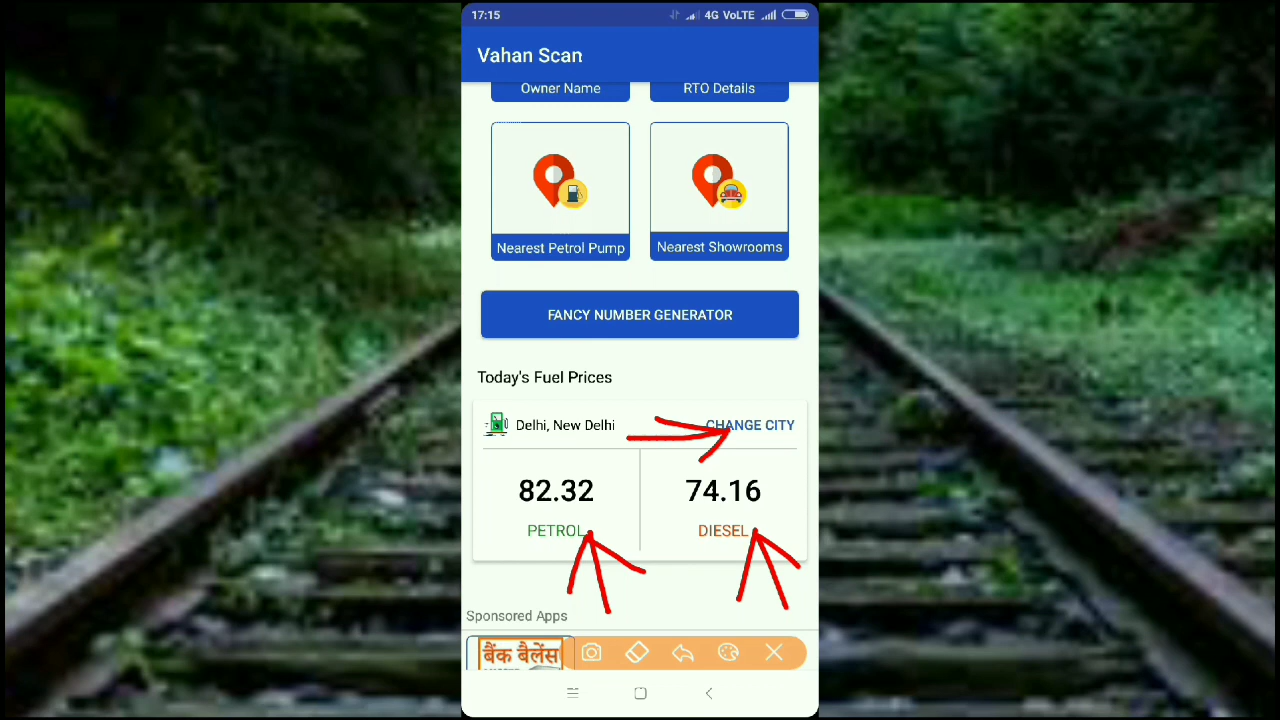 17:15
4G VoLTE
Vahan Scan
Owner Name
RTO Details
Nearest Petrol Pump
Nearest Showrooms
FANCY NUMBER GENERATOR
Today's Fuel Prices
Delhi, New Delhi
CHANGE CITY
82.32
74.16
PETROL
DIESEL
Sponsored Apps
बैंक बैलेंस